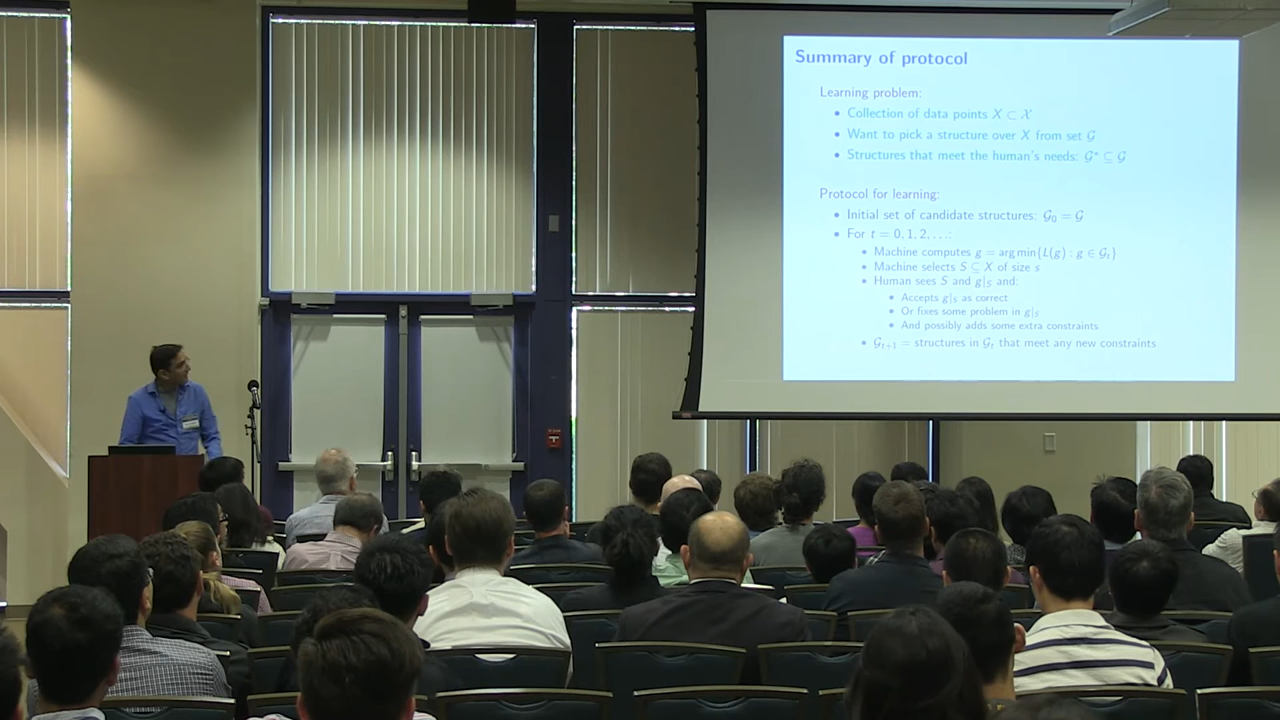 Summary of protocol
Learning problem:
• Collection of data points X ⊂ 𝒳
• Want to pick a structure over X from set 𝒢
• Structures that meet the human's needs: 𝒢* ⊆ 𝒢
Protocol for learning:
• Initial set of candidate structures: 𝒢₀ = 𝒢
• For t = 0, 1, 2, . . .:
• Machine computes g = arg min{L(g) : g ∈ 𝒢ₜ}
• Machine selects S ⊆ X of size s
• Human sees S and g|ₛ and:
• Accepts g|ₛ as correct
• Or fixes some problem in g|ₛ
• And possibly adds some extra constraints
• 𝒢ₜ₊₁ = structures in 𝒢ₜ that meet any new constraints